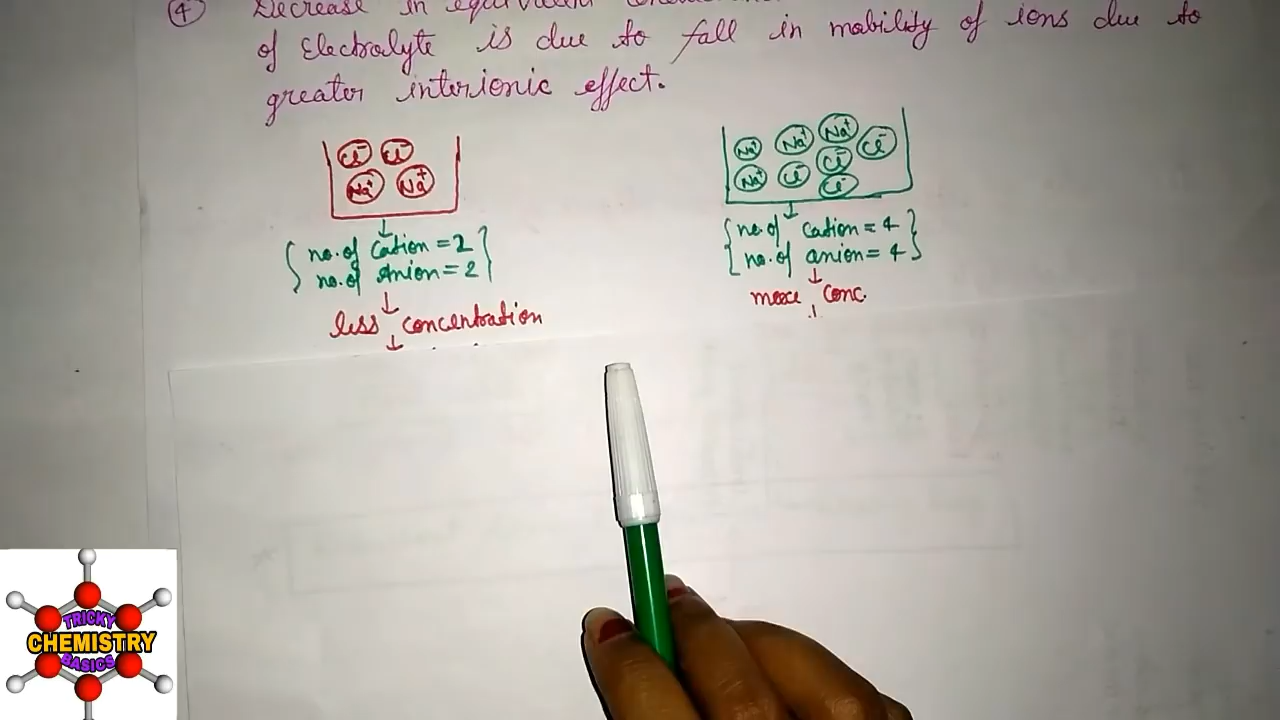 ④ Decrease in equivalent
of Electrolyte is due to fall in mobility of ions due to
greater interionic effect.
Cl⁻ Cl⁻
Na⁺ Na⁺
no. of cation = 2
no. of Anion = 2
less concentration
Na⁺ Na⁺ Na⁺ Cl⁻
Na⁺ Cl⁻ Cl⁻
Cl⁻
no. of cation = 4
no. of anion = 4
more conc.
TRICKY
CHEMISTRY
BASICS